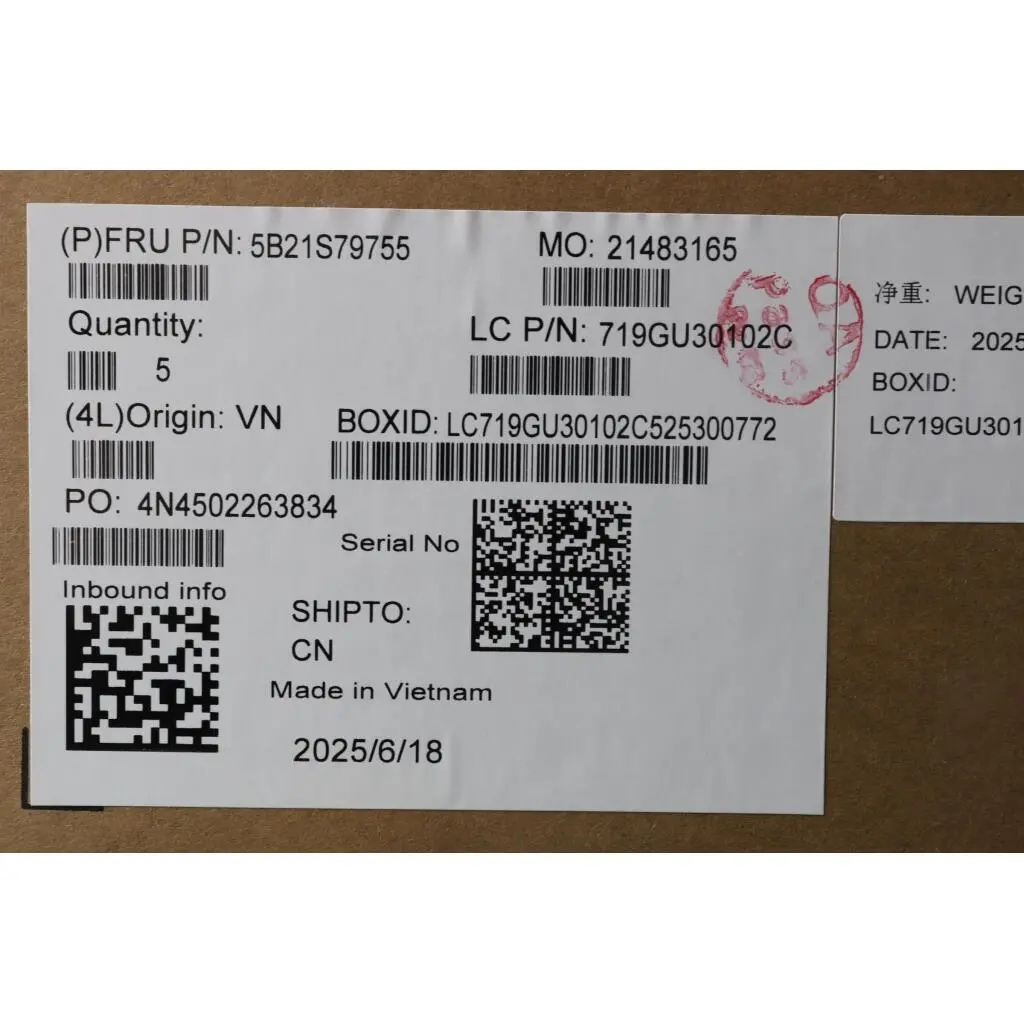 (P)FRU P/N: 5B21S79755
MO: 21483165
Quantity:
5
LC P/N: 719GU30102C
(4L)Origin: VN
BOXID: LC719GU30102C525300772
PO: 4N4502263834
Serial No
Inbound info
SHIPTO:
CN
Made in Vietnam
2025/6/18
净重: WEIG
DATE: 2025
BOXID:
LC719GU301